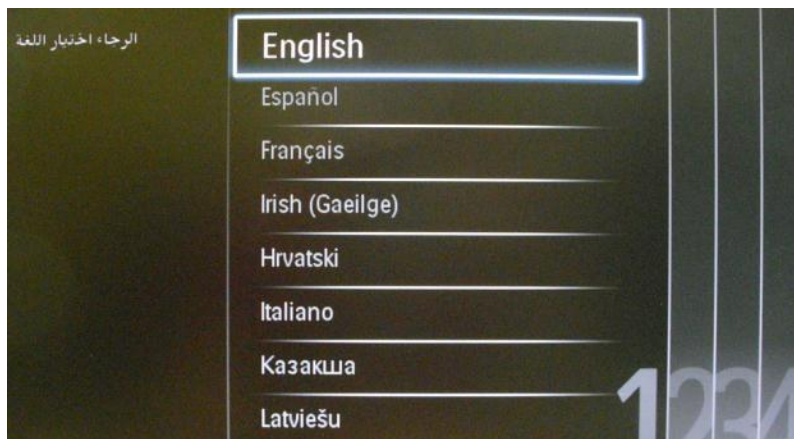 الرجاء اختيار اللغة
English
Español
Français
Irish (Gaeilge)
Hrvatski
Italiano
Казакша
Latviešu
1234